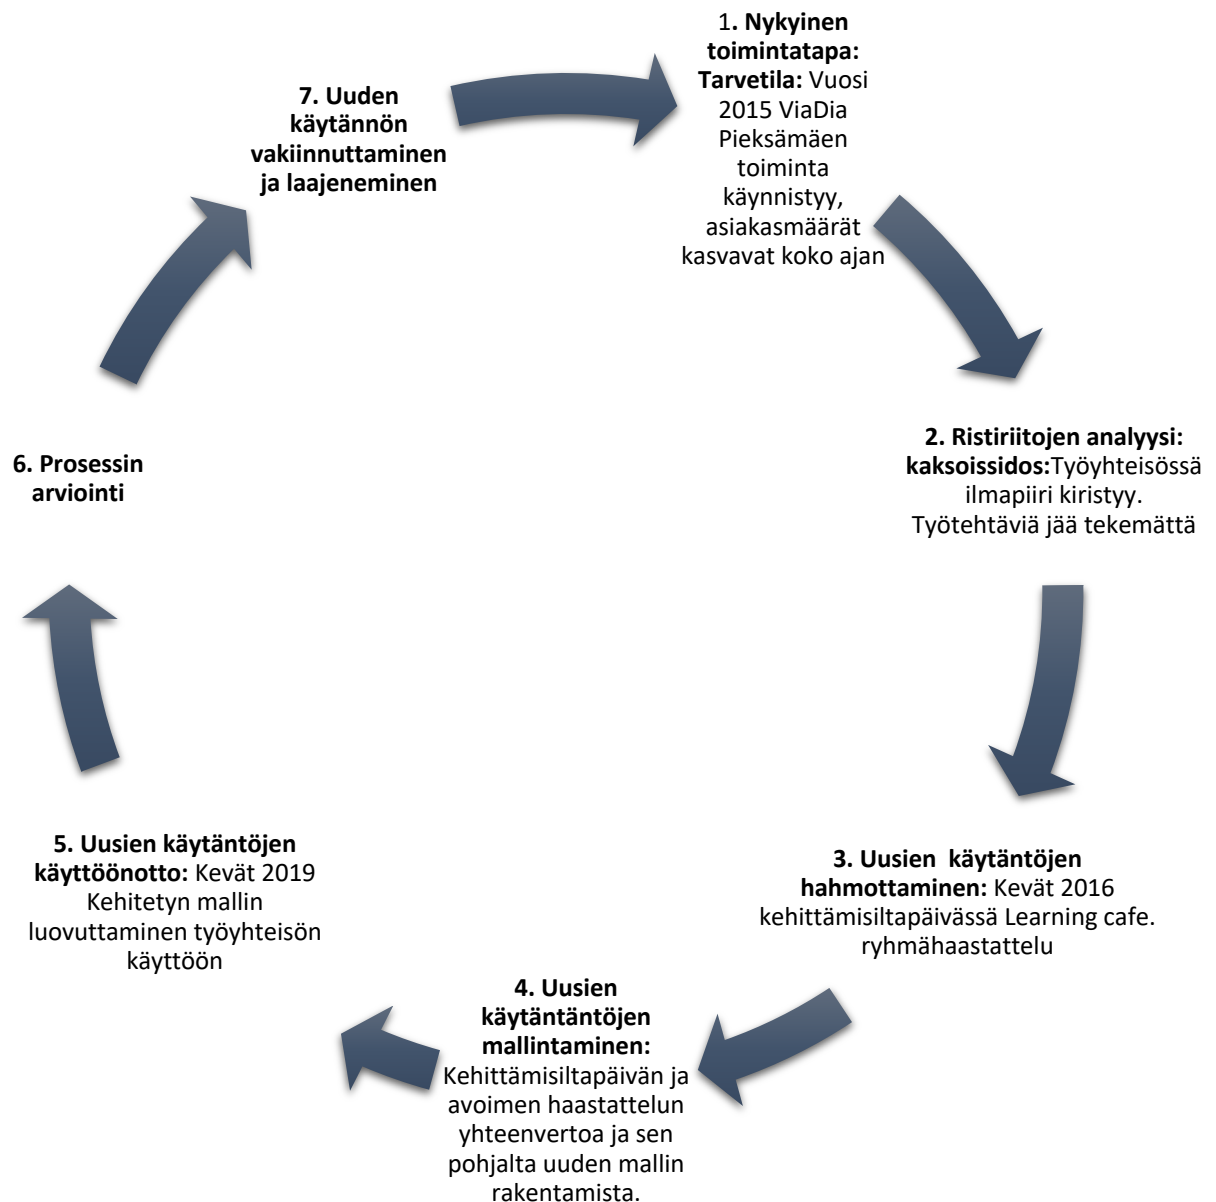 1. Nykyinen
toimintatapa:
Tarvetila: Vuosi
2015 ViaDia
Pieksämäen
toiminta
käynnistyy,
asiakasmäärät
kasvavat koko ajan
2. Ristiriitojen analyysi:
kaksoissidos:Työyhteisössä
ilmapiiri kiristyy.
Työtehtäviä jää tekemättä
3. Uusien käytäntöjen
hahmottaminen: Kevät 2016
kehittämisiltapäivässä Learning cafe.
ryhmähaastattelu
4. Uusien
käytäntäntöjen
mallintaminen:
Kehittämisiltapäivän ja
avoimen haastattelun
yhteenvertoa ja sen
pohjalta uuden mallin
rakentamista.
5. Uusien käytäntöjen
käyttöönotto: Kevät 2019
Kehitetyn mallin
luovuttaminen työyhteisön
käyttöön
6. Prosessin
arviointi
7. Uuden
käytännön
vakiinnuttaminen
ja laajeneminen